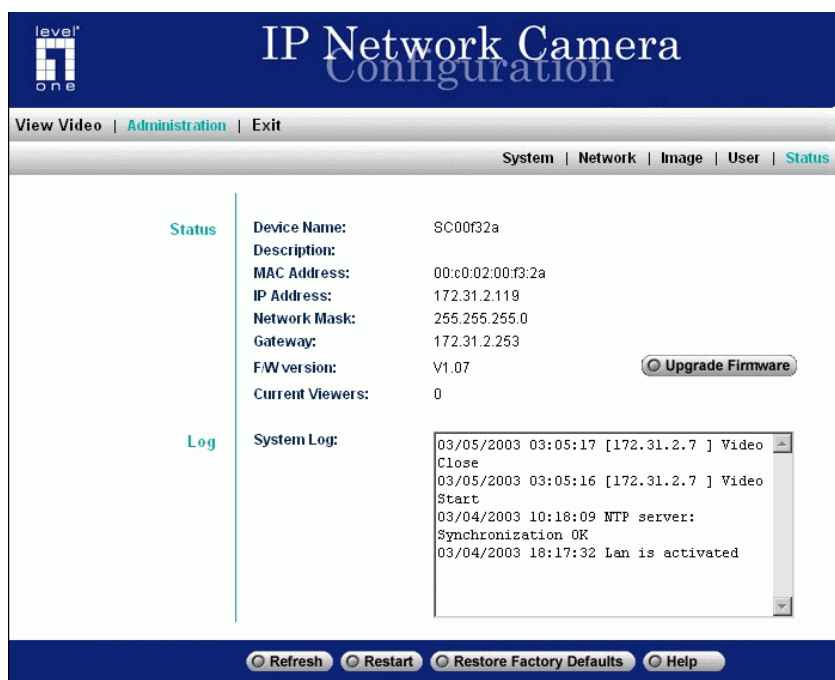 level
one
IP Network Camera
Configuration
View Video | Administration | Exit
System | Network | Image | User | Status
Status
Device Name: SC00f32a
Description:
MAC Address: 00:c0:02:00:f3:2a
IP Address: 172.31.2.119
Network Mask: 255.255.255.0
Gateway: 172.31.2.253
F/W version: V1.07 Upgrade Firmware
Current Viewers: 0
Log
System Log:
03/05/2003 03:05:17 [172.31.2.7 ] Video
Close
03/05/2003 03:05:16 [172.31.2.7 ] Video
Start
03/04/2003 10:18:09 NTP server:
Synchronization OK
03/04/2003 18:17:32 Lan is activated
Refresh Restart Restore Factory Defaults Help